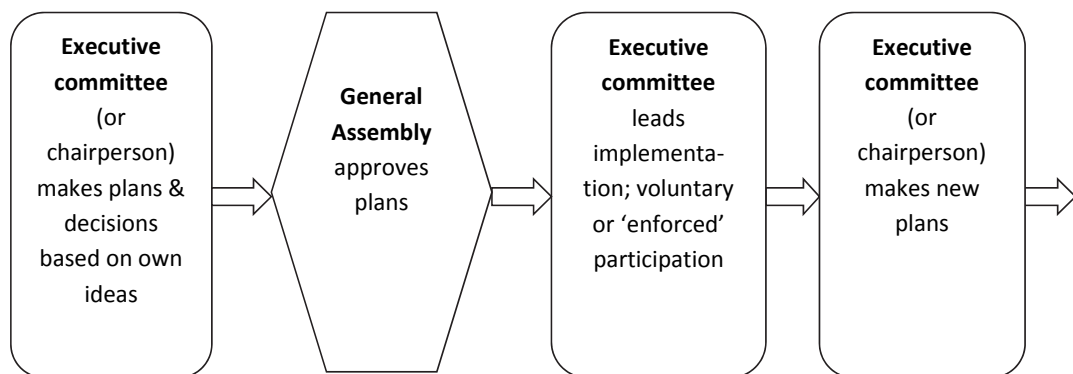 Executive
committee
(or
chairperson)
makes plans &
decisions
based on own
ideas
General
Assembly
approves
plans
Executive
committee
leads
implementa-
tion; voluntary
or ‘enforced’
participation
Executive
committee
(or
chairperson)
makes new
plans